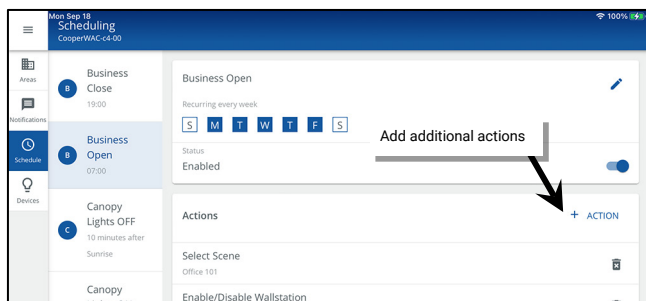 Mon Sep 18
100%
Scheduling
CooperWAC-c4-00
Areas
Notifications
Schedule
Devices
B
Business
Close
19:00
B
Business
Open
07:00
C
Canopy
Lights OFF
10 minutes after
Sunrise
Canopy
Business Open
Recurring every week
S M T W T F S
Status
Enabled
Add additional actions
Actions
+ ACTION
Select Scene
Office 101
Enable/Disable Wallstation